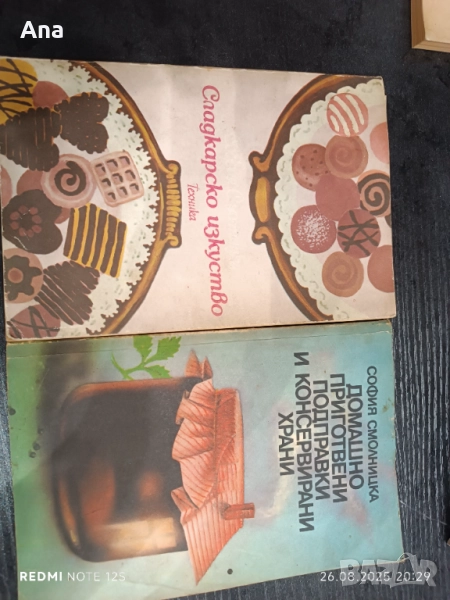 Ana
Сладкарско изкуство
Техника
СОФИЯ СМОЛНИЦКА
ДОМАШНО
ПРИГОТВЕНИ
ПОДПРАВКИ
И КОНСЕРВИРАНИ
ХРАНИ
REDMI NOTE 12S
26.08.2025 20:29
BAZAR